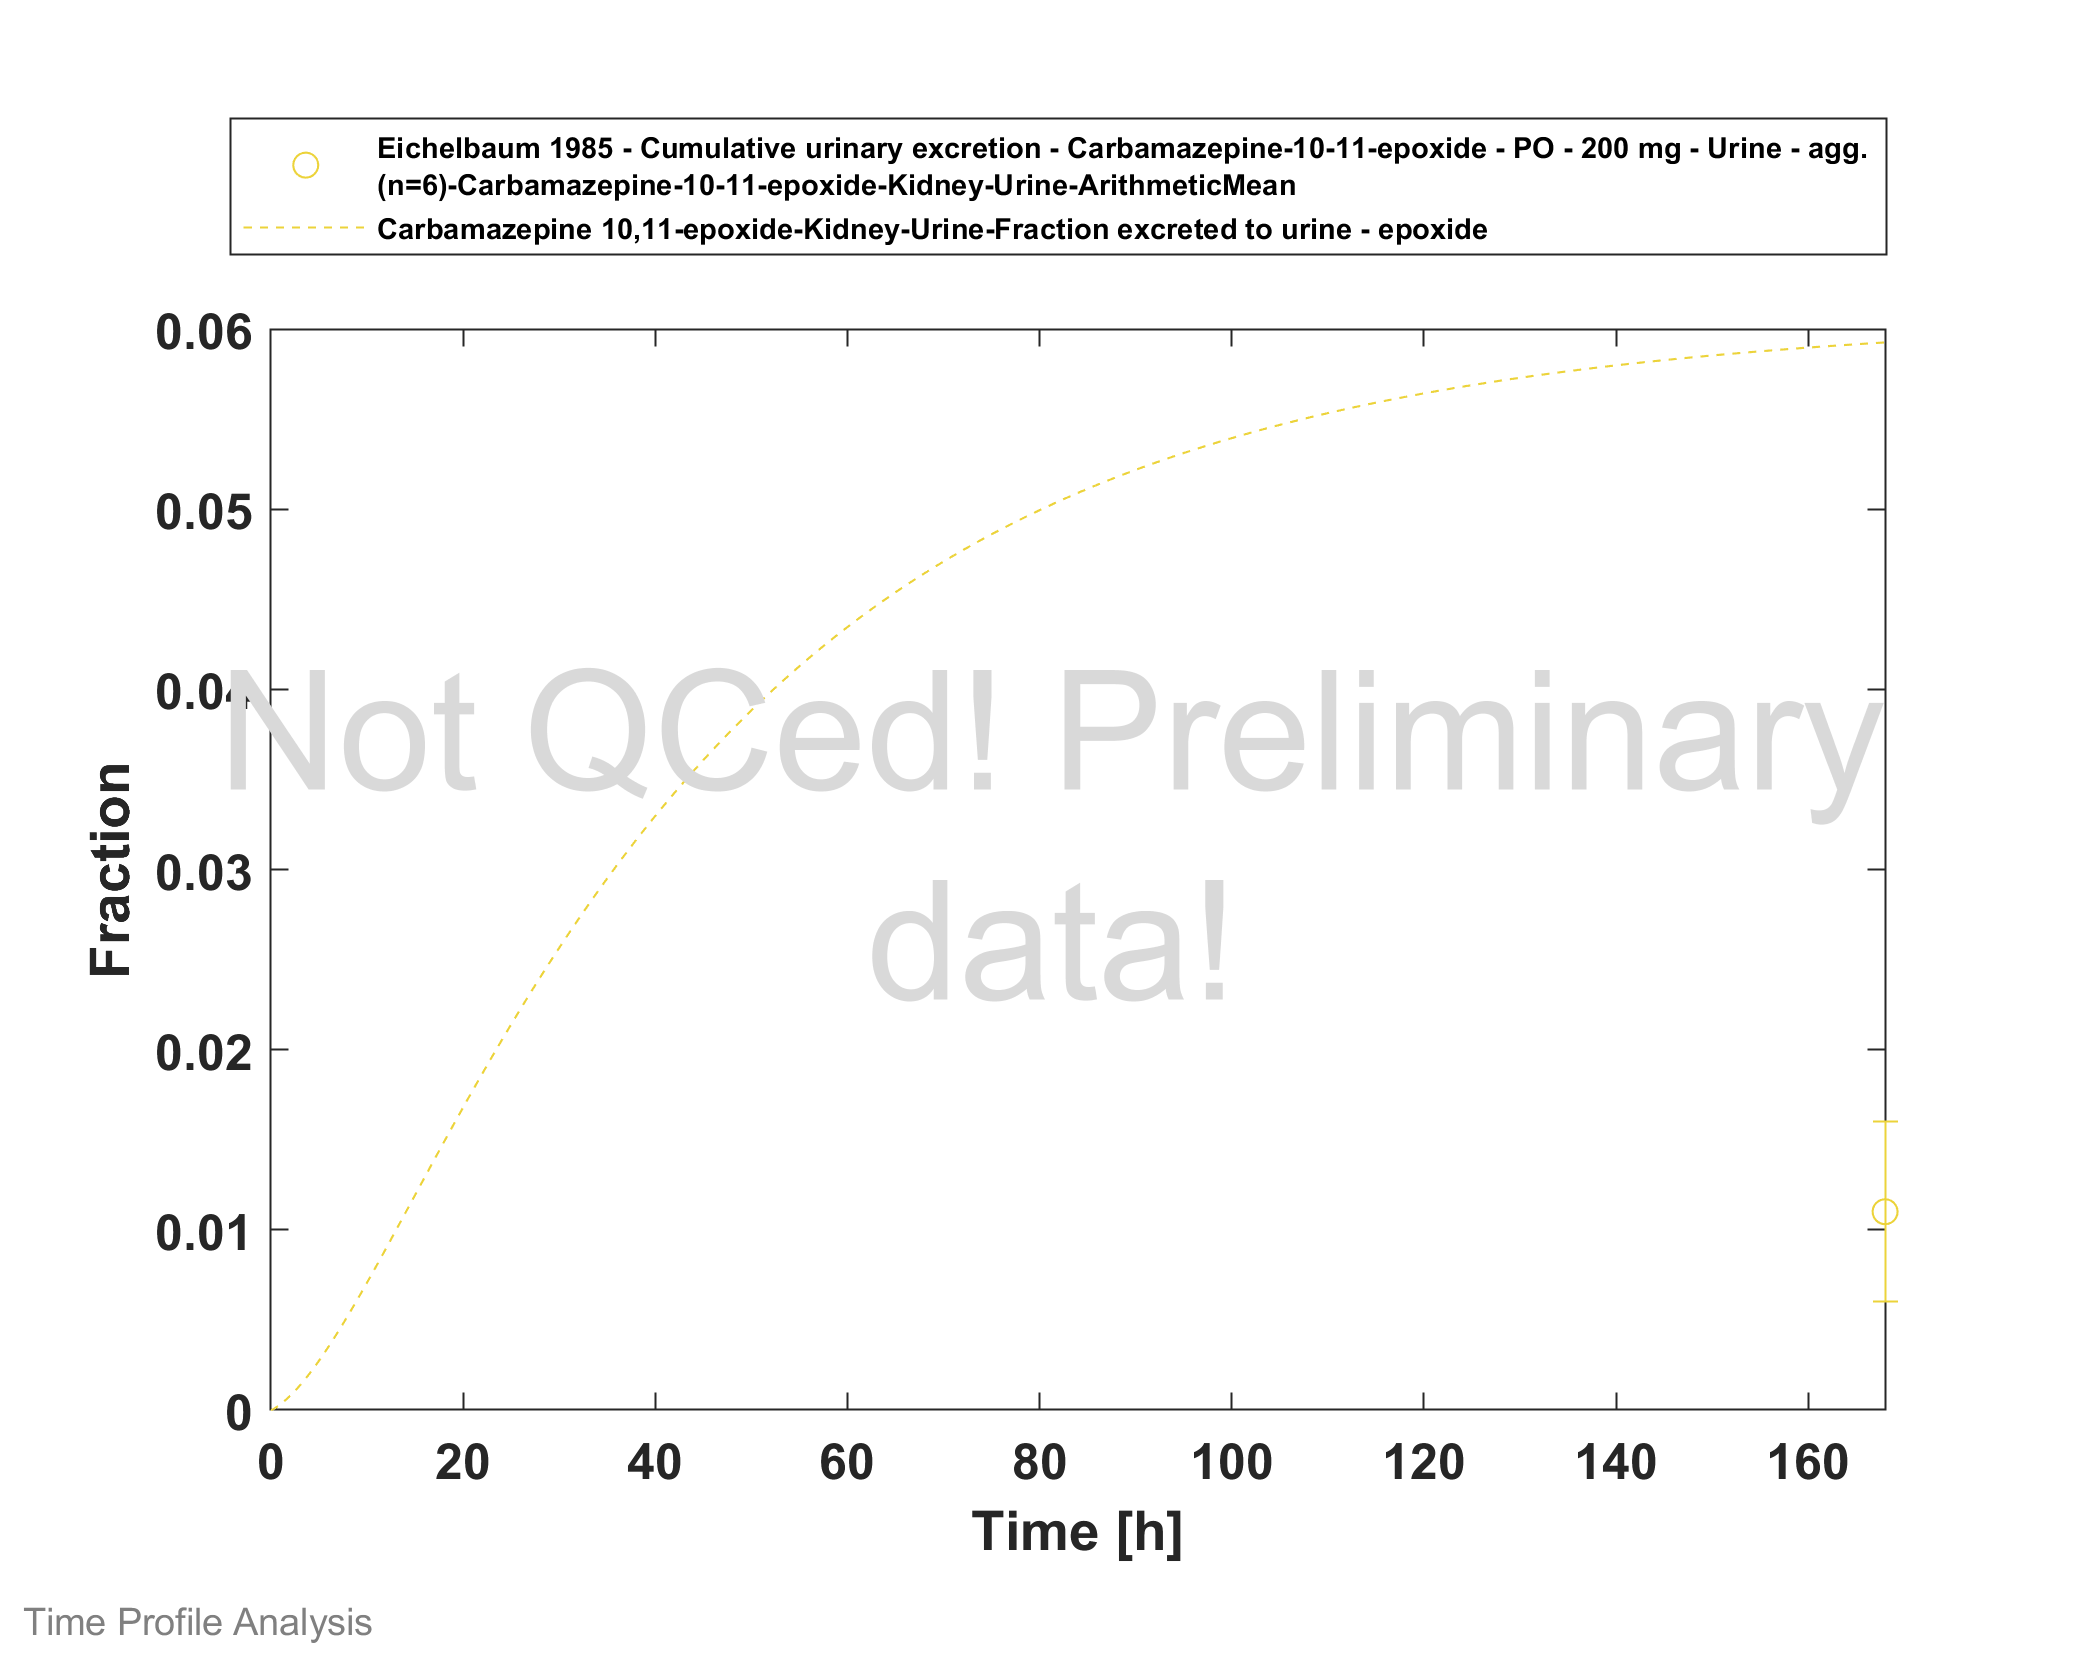 Eichelbaum 1985 - Cumulative urinary excretion - Carbamazepine-10-11-epoxide - PO - 200 mg - Urine - agg.
(n=6)-Carbamazepine-10-11-epoxide-Kidney-Urine-ArithmeticMean
Carbamazepine 10,11-epoxide-Kidney-Urine-Fraction excreted to urine - epoxide
0.06
0.05
0.04
0.03
0.02
0.01
0
Fraction
Not QCed! Preliminary
data!
0 20 40 60 80 100 120 140 160
Time [h]
Time Profile Analysis